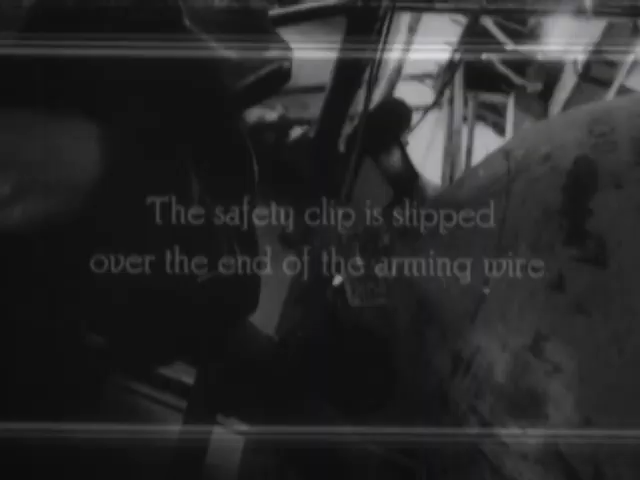 The safety clip is slipped
over the end of the arming wire